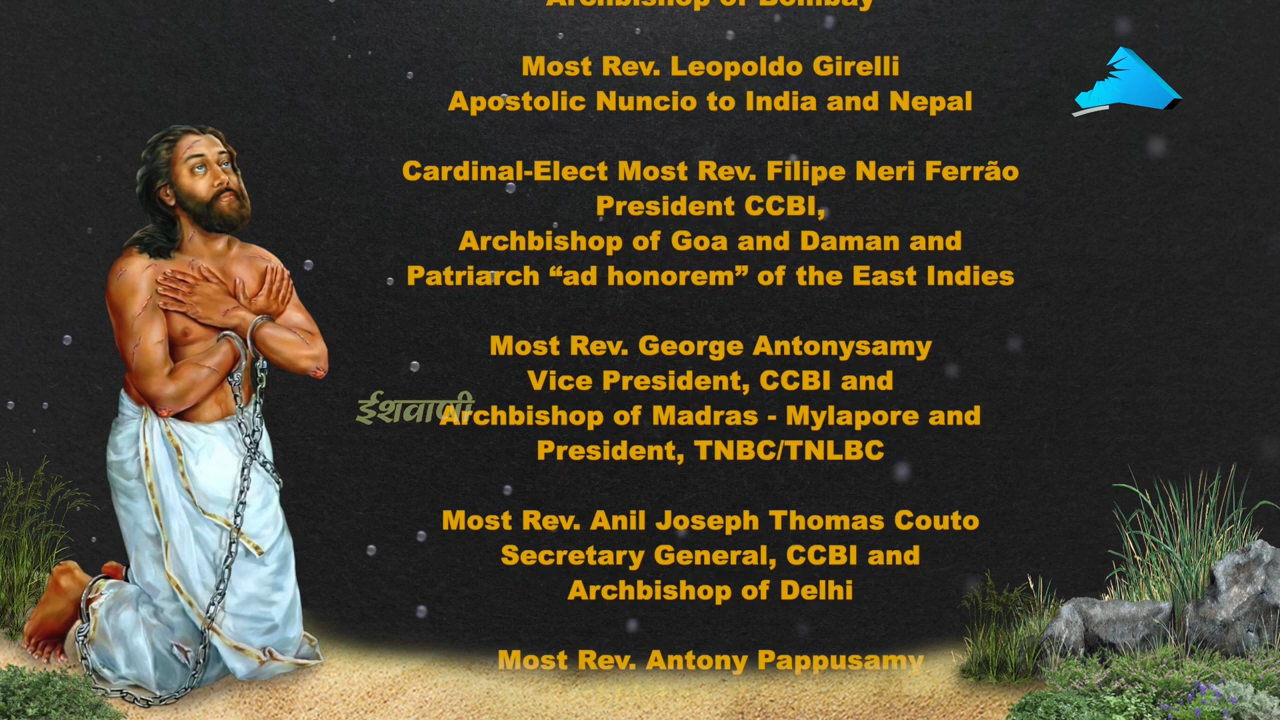 Archbishop of Bombay
Most Rev. Leopoldo Girelli
Apostolic Nuncio to India and Nepal
Cardinal-Elect Most Rev. Filipe Neri Ferrão
President CCBI,
Archbishop of Goa and Daman and
Patriarch “ad honorem” of the East Indies
Most Rev. George Antonysamy
Vice President, CCBI and
ईशवाणी
Archbishop of Madras - Mylapore and
President, TNBC/TNLBC
Most Rev. Anil Joseph Thomas Couto
Secretary General, CCBI and
Archbishop of Delhi
Most Rev. Antony Pappusamy